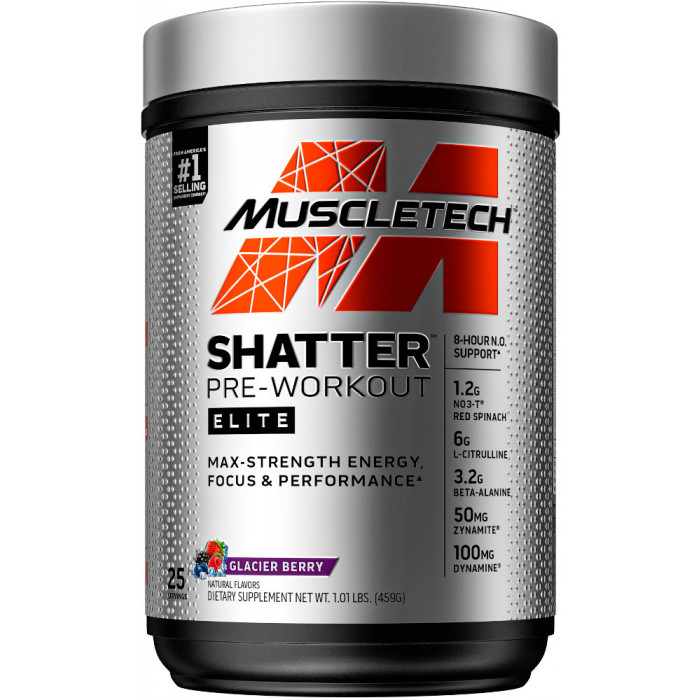 FROM AMERICA'S
#1
SELLING
SUPPLEMENT COMPANY
MUSCLETECH
SHATTER™
PRE-WORKOUT
ELITE
MAX-STRENGTH ENERGY,
FOCUS & PERFORMANCE▲
8-HOUR N.O.
SUPPORT▲
1.2G
NO3-T®
RED SPINACH
6G
L-CITRULLINE
3.2G
BETA-ALANINE
50MG
ZYNAMITE®
100MG
DYNAMINE®
GLACIER BERRY
25
SERVINGS
NATURAL FLAVORS
DIETARY SUPPLEMENT NET WT. 1.01 LBS. (459G)